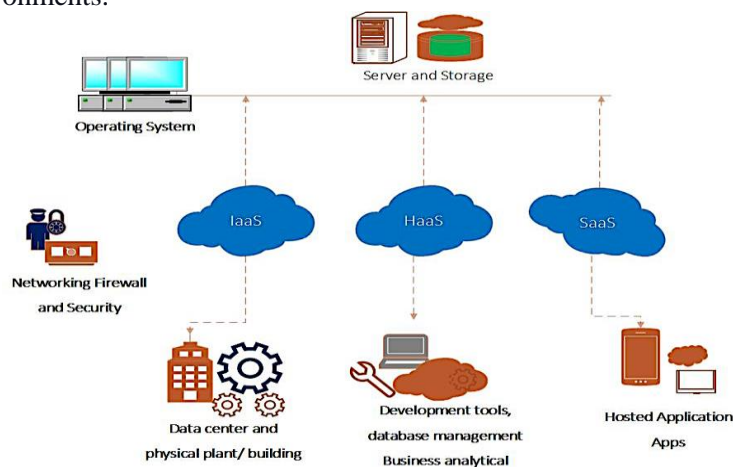 onments.
Server and Storage
Operating System
IaaS
HaaS
SaaS
Networking Firewall
and Security
Data center and
physical plant/ building
Development tools,
database management
Business analytical
Hosted Application
Apps